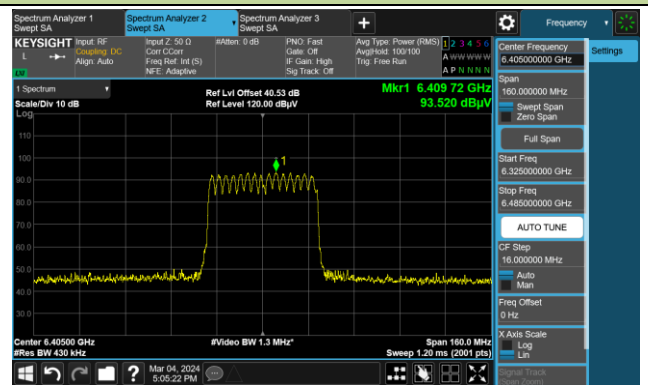 Spectrum Analyzer 1
Swept SA
Spectrum Analyzer 2
Swept SA
Spectrum Analyzer 3
Swept SA
Frequency
KEYSIGHT
L
Input: RF
Coupling: DC
Align: Auto
Input Z: 50 Ω
Corr CCorr
Freq Ref: Int (S)
NFE: Adaptive
#Atten: 0 dB
PNO: Fast
Gate: Off
IF Gain: High
Sig Track: Off
Avg Type: Power (RMS)
Avg|Hold: 100/100
Trig: Free Run
1 2 3 4 5 6
A W W W W W
A P N N N N
Center Frequency
6.405000000 GHz
Settings
Span
160.000000 MHz
Swept Span
Zero Span
Full Span
Start Freq
6.325000000 GHz
Stop Freq
6.485000000 GHz
AUTO TUNE
CF Step
16.000000 MHz
Auto
Man
Freq Offset
0 Hz
X Axis Scale
Log
Lin
Signal Track
(Span Zoom)
1 Spectrum
Scale/Div 10 dB
Log
Ref Lvl Offset 40.53 dB
Ref Level 120.00 dBµV
Mkr1 6.409 72 GHz
93.520 dBµV
110
100
90.0
80.0
70.0
60.0
50.0
40.0
30.0
1
Center 6.40500 GHz
#Res BW 430 kHz
#Video BW 1.3 MHz*
Span 160.0 MHz
Sweep 1.20 ms (2001 pts)
Mar 04, 2024
5:05:22 PM